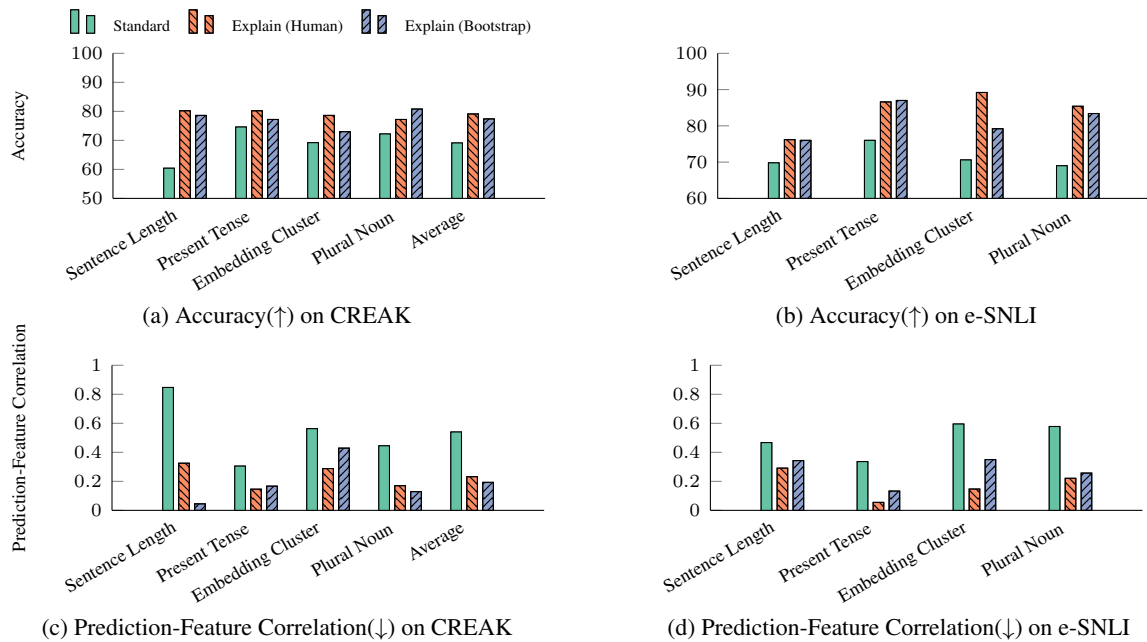 Standard Explain (Human) Explain (Bootstrap)
Accuracy
100
90
80
70
60
50
Sentence Length
Present Tense
Embedding Cluster
Plural Noun
Average
(a) Accuracy(↑) on CREAK
100
90
80
70
60
Sentence Length
Present Tense
Embedding Cluster
Plural Noun
(b) Accuracy(↑) on e-SNLI
Prediction-Feature Correlation
1
0.8
0.6
0.4
0.2
0
Sentence Length
Present Tense
Embedding Cluster
Plural Noun
Average
(c) Prediction-Feature Correlation(↓) on CREAK
1
0.8
0.6
0.4
0.2
0
Sentence Length
Present Tense
Embedding Cluster
Plural Noun
(d) Prediction-Feature Correlation(↓) on e-SNLI